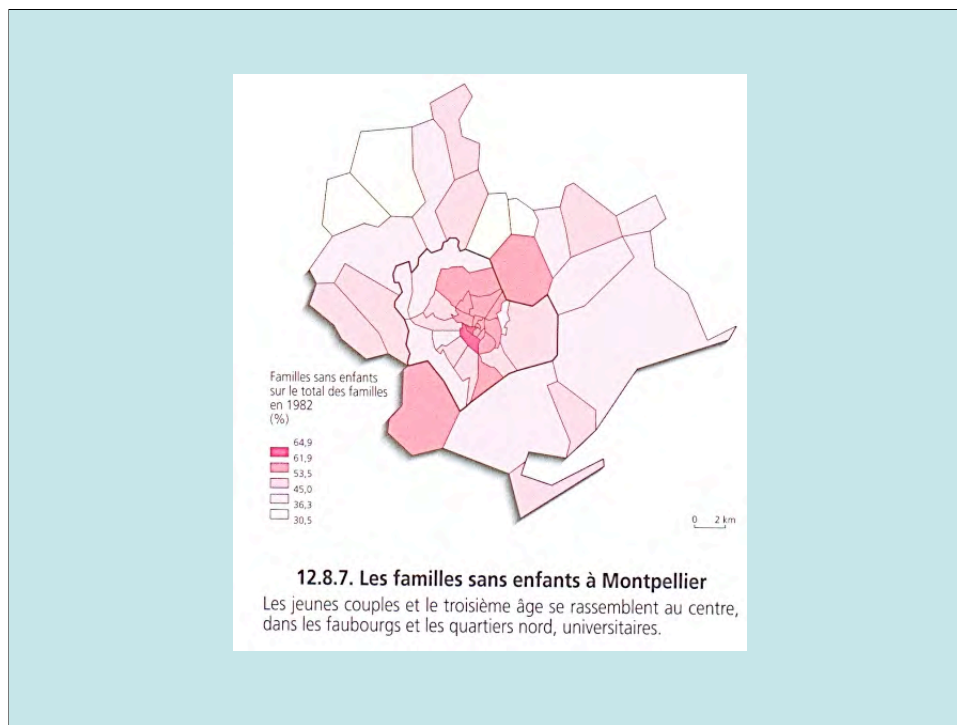 Familles sans enfants
sur le total des familles
en 1982
(%)
64,9
61,9
53,5
45,0
36,3
30,5
0 2 km
12.8.7. Les familles sans enfants à Montpellier
Les jeunes couples et le troisième âge se rassemblent au centre,
dans les faubourgs et les quartiers nord, universitaires.